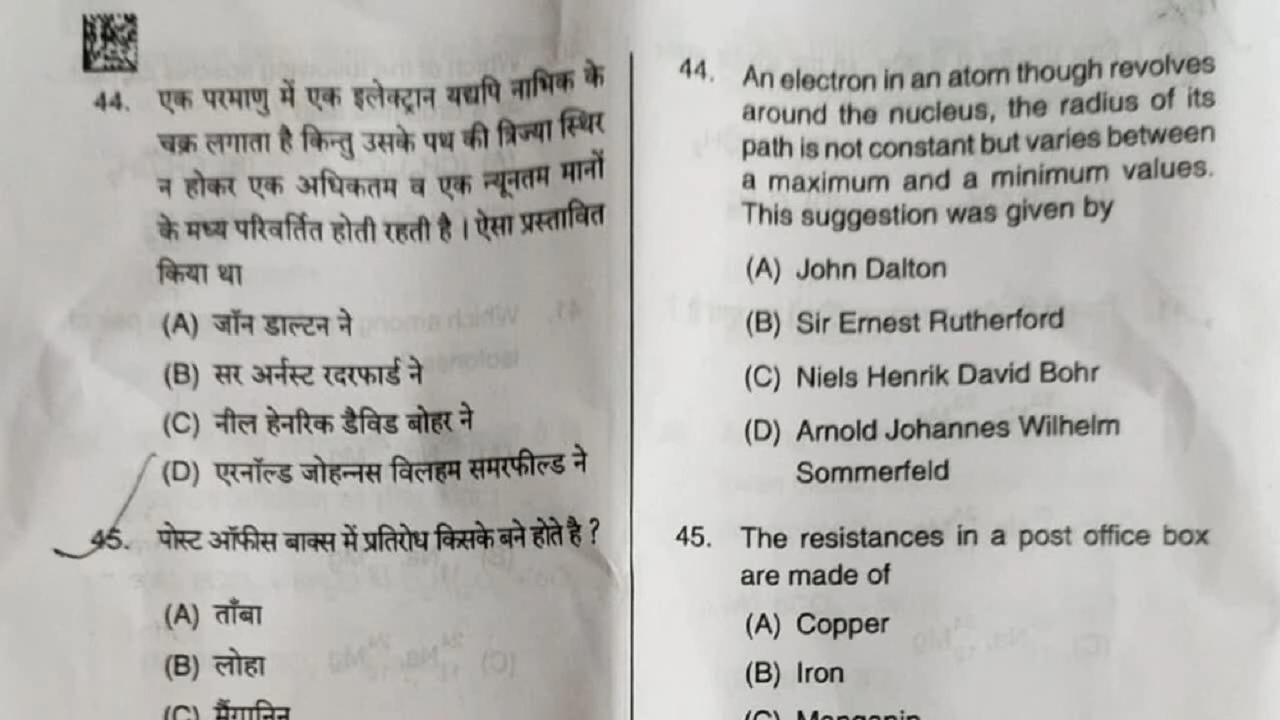 44. एक परमाणु में एक इलेक्ट्रान यद्यपि नाभिक के
चक्र लगाता है किन्तु उसके पथ की त्रिज्या स्थिर
न होकर एक अधिकतम व एक न्यूनतम मानों
के मध्य परिवर्तित होती रहती है । ऐसा प्रस्तावित
किया था
(A) जॉन डाल्टन ने
(B) सर अर्नस्ट रदरफार्ड ने
(C) नील हेनरिक डैविड बोहर ने
(D) एरनॉल्ड जोहन्नस विलहम समरफील्ड ने
45. पोस्ट ऑफीस बाक्स में प्रतिरोध किसके बने होते है ?
(A) ताँबा
(B) लोहा
(C) मैंगानिन
44. An electron in an atom though revolves
around the nucleus, the radius of its
path is not constant but varies between
a maximum and a minimum values.
This suggestion was given by
(A) John Dalton
(B) Sir Ernest Rutherford
(C) Niels Henrik David Bohr
(D) Arnold Johannes Wilhelm
Sommerfeld
45. The resistances in a post office box
are made of
(A) Copper
(B) Iron
(C) Manganin